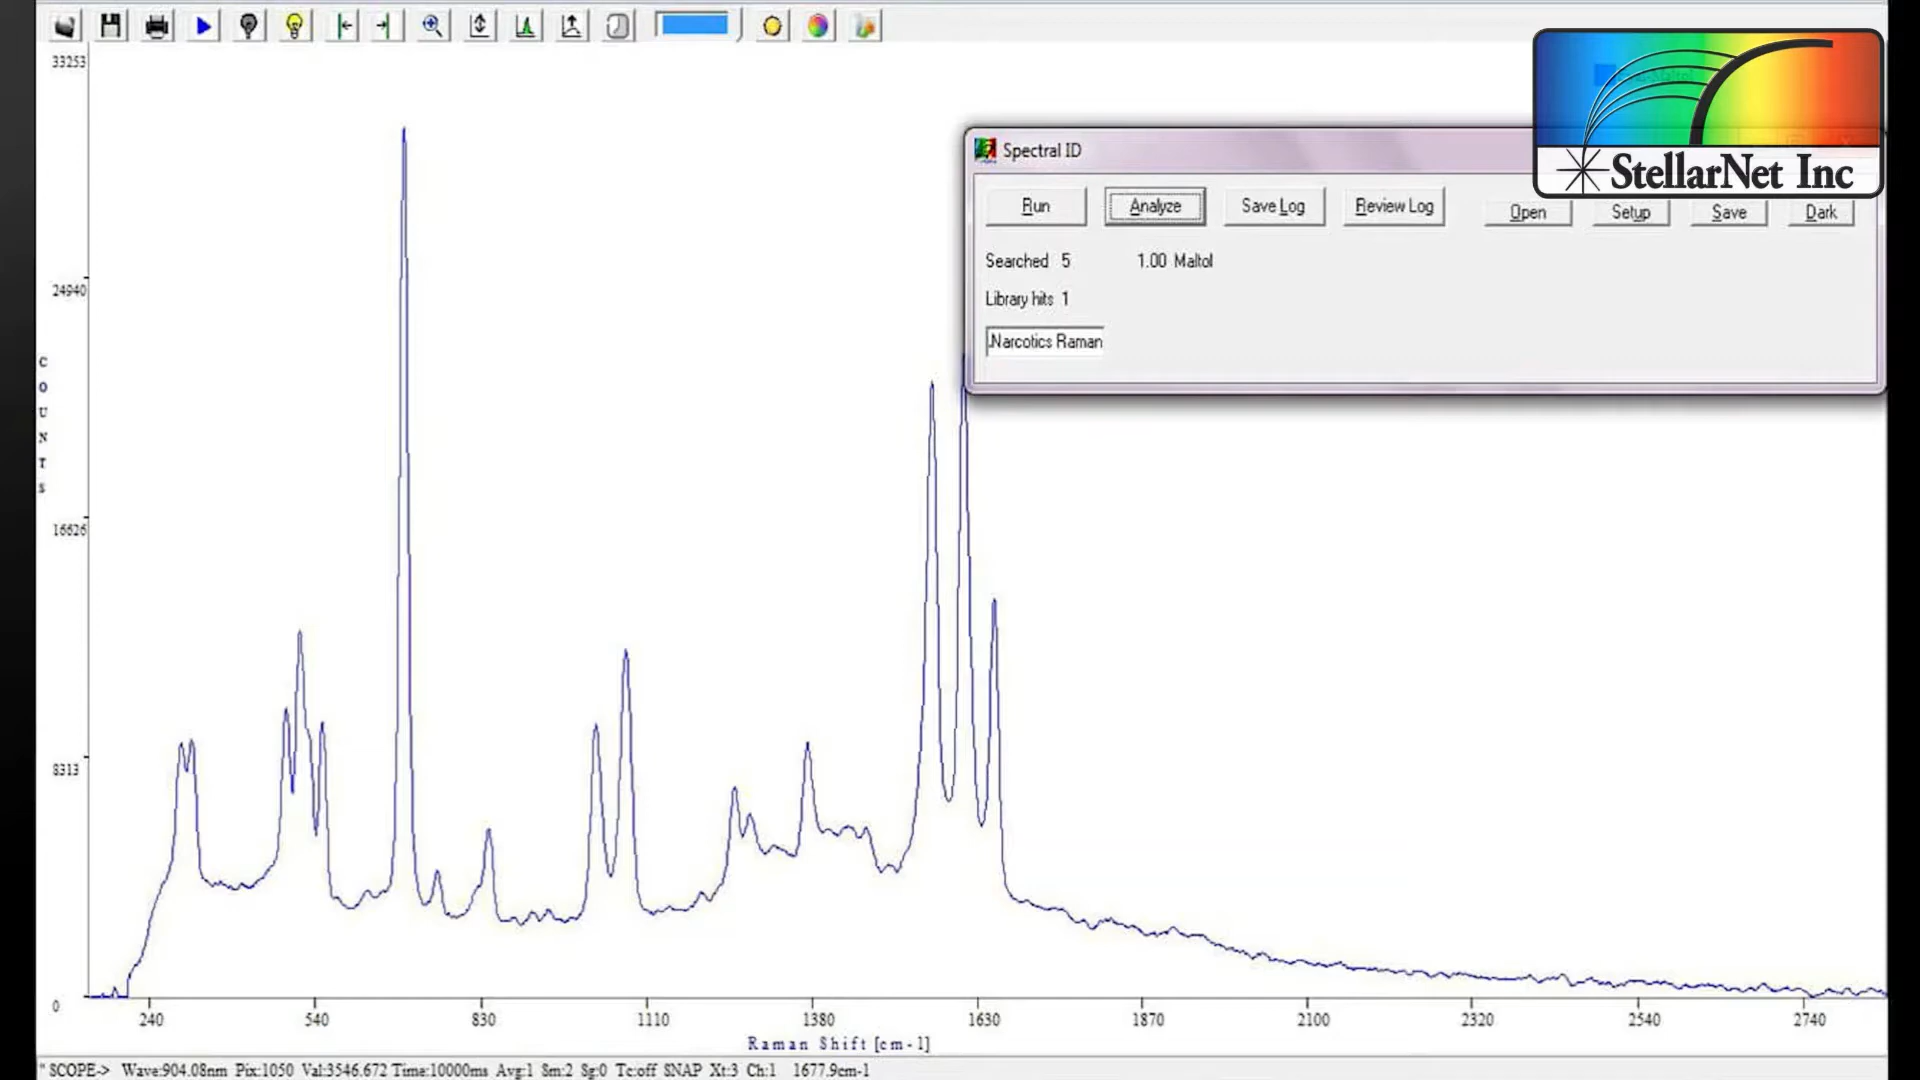 33253
24940
16626
8313
0
COUNTS
240 540 830 1110 1380 1630 1870 2100 2320 2540 2740
Raman Shift [cm-1]
Spectral ID
Run Analyze Save Log Review Log Open Setup Save Dark
Searched 5 1.00 Maltol
Library hits 1
.Narcotics Raman
StellarNet Inc
" SCOPE-> Wave:904.08nm Pix:1050 Val:3546.672 Time:10000ms Avg:1 Sm:2 Sg:0 Tc:off SNAP Xt:3 Ch:1 1677.9cm-1